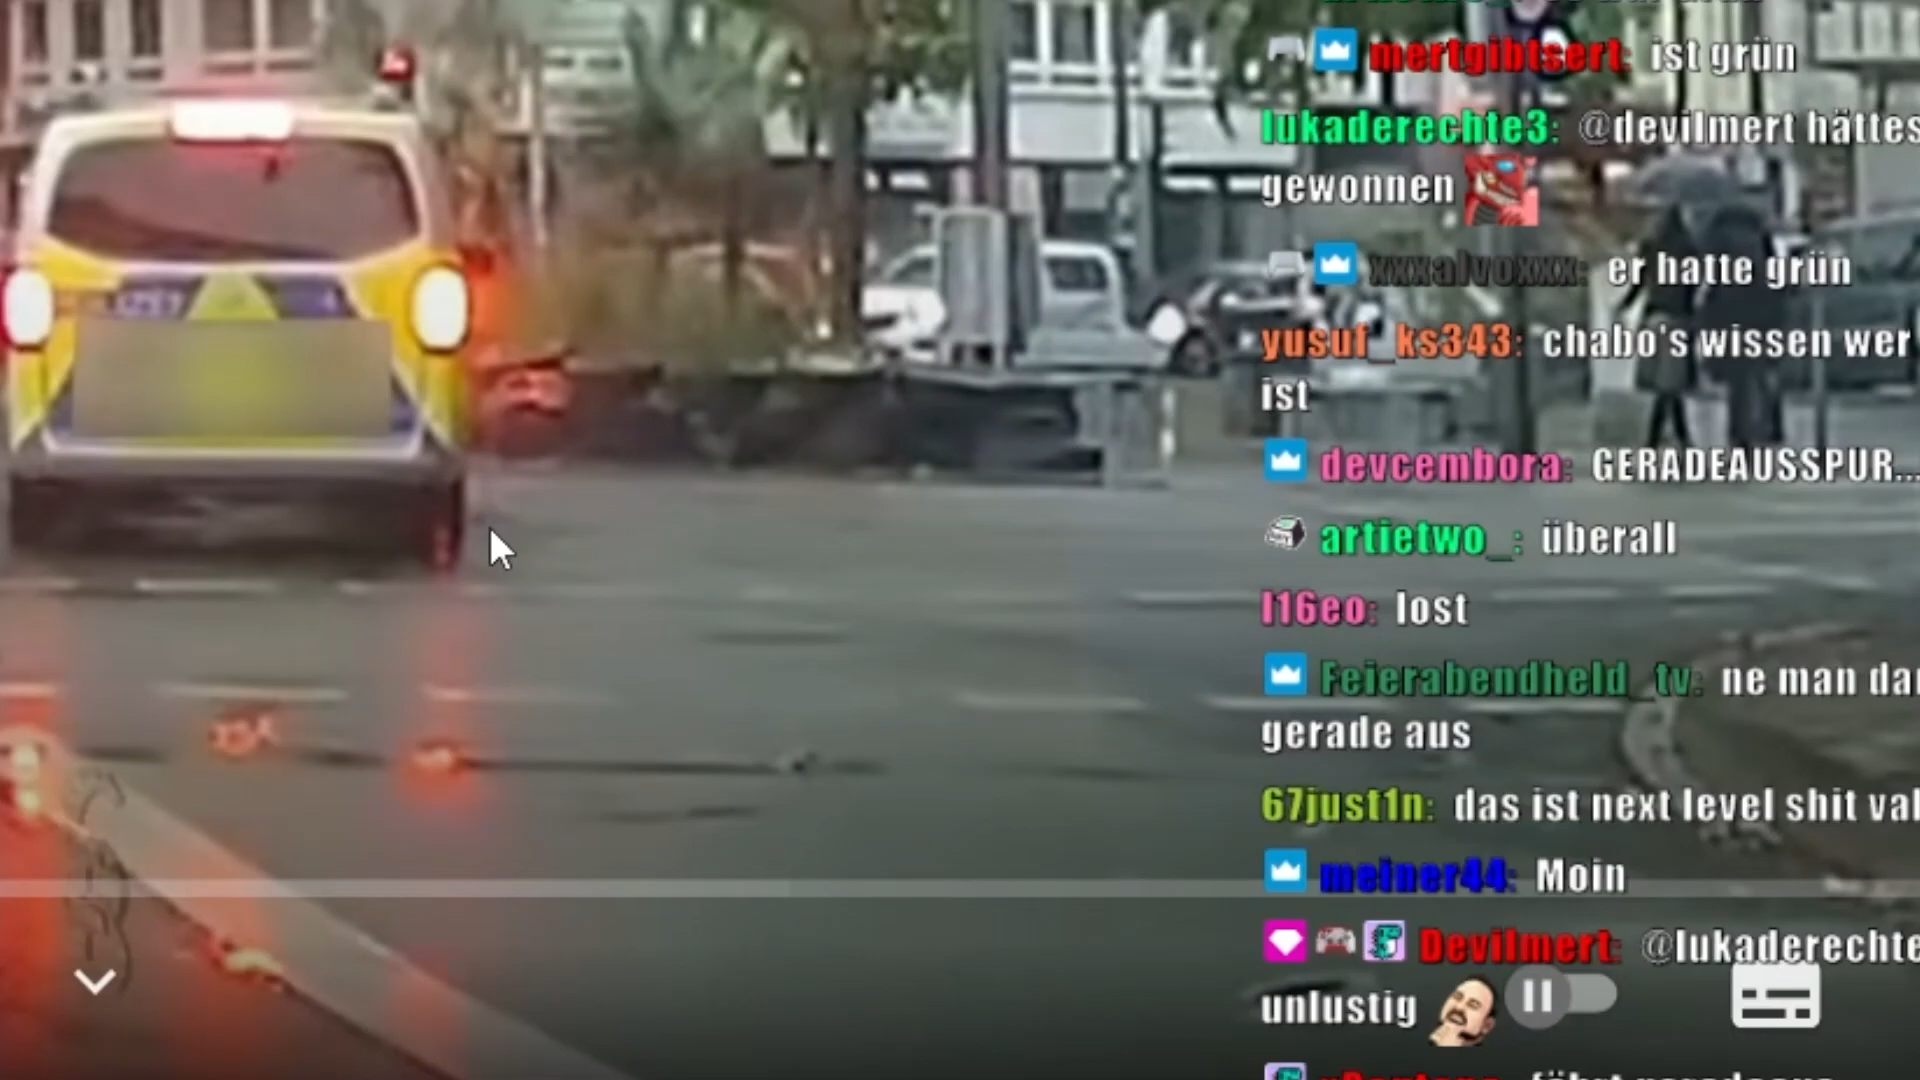 mertgibtsert: ist grün
lukaderechte3: @devilmert hättes
gewonnen
xxxalvoxxx: er hatte grün
yusuf_ks343: chabo's wissen wer
ist
devcembora: GERADEAUSSPUR...
artietwo_: überall
l16eo: lost
Feierabendheld_tv: ne man dar
gerade aus
67just1n: das ist next level shit val
meiner44: Moin
Devilmert: @lukaderechte
unlustig